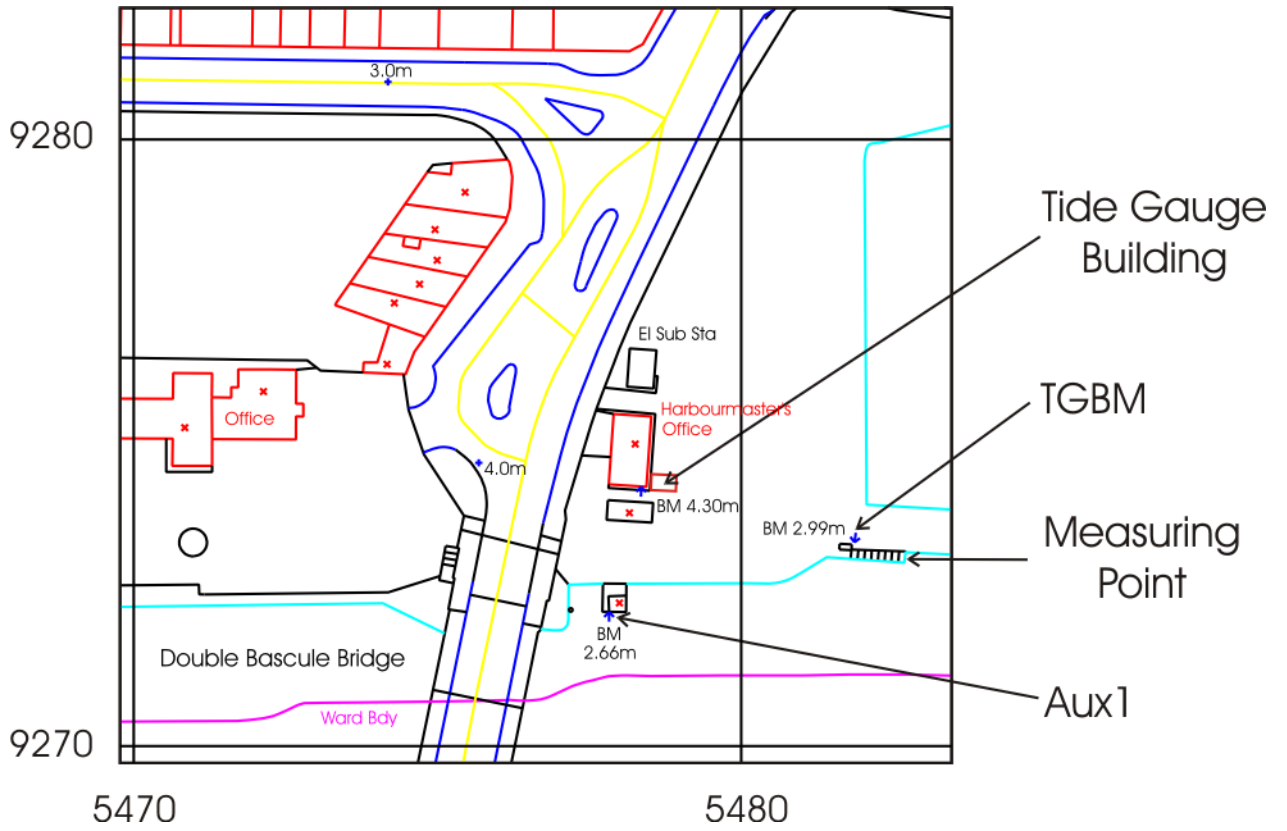 3.0m
9280
Tide Gauge
Building
El Sub Sta
TGBM
Harbourmaster's
Office
Office
4.0m
BM 4.30m
BM 2.99m
Measuring
Point
BM
2.66m
Double Bascule Bridge
Aux1
Ward Bdy
9270
5470
5480